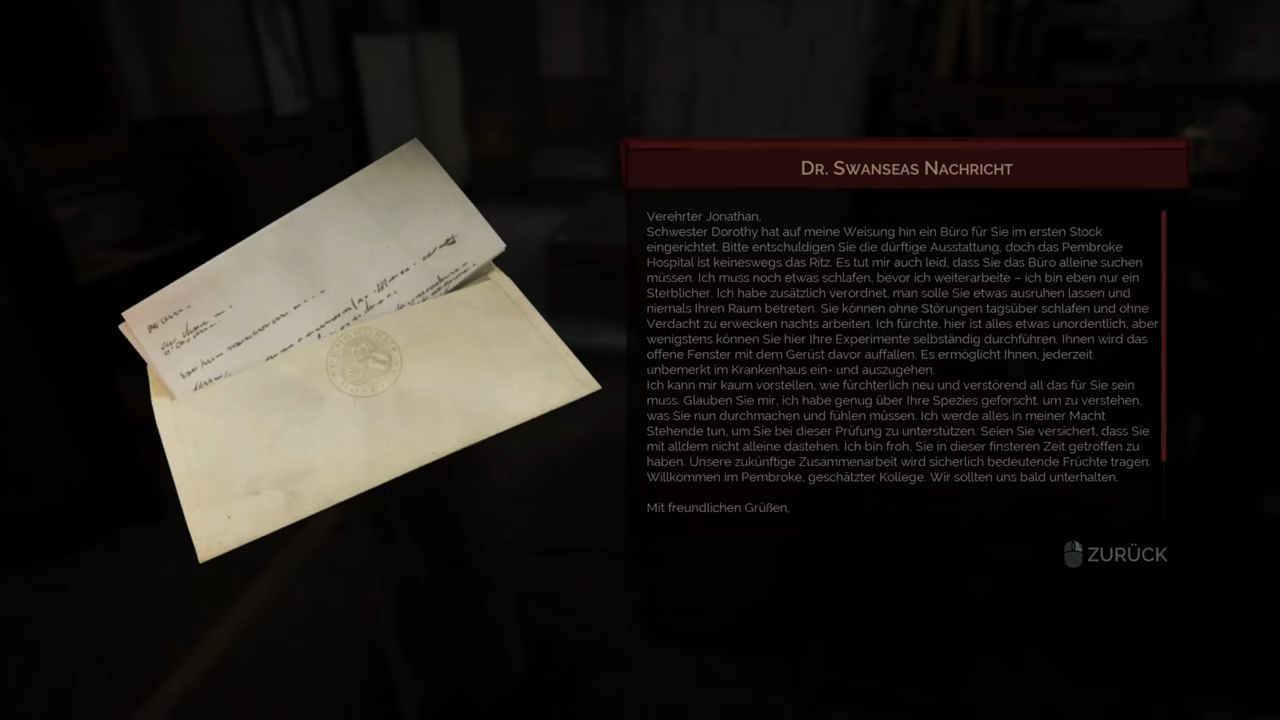 DR. SWANSEAS NACHRICHT
Verehrter Jonathan,
Schwester Dorothy hat auf meine Weisung hin ein Büro für Sie im ersten Stock
eingerichtet. Bitte entschuldigen Sie die dürftige Ausstattung, doch das Pembroke
Hospital ist keineswegs das Ritz. Es tut mir auch leid, dass Sie das Büro alleine suchen
müssen. Ich muss noch etwas schlafen, bevor ich weiterarbeite – ich bin eben nur ein
Sterblicher. Ich habe zusätzlich verordnet, man solle Sie etwas ausruhen lassen und
niemals Ihren Raum betreten. Sie können ohne Störungen tagsüber schlafen und ohne
Verdacht zu erwecken nachts arbeiten. Ich fürchte, hier ist alles etwas unordentlich, aber
wenigstens können Sie hier Ihre Experimente selbständig durchführen. Ihnen wird das
offene Fenster mit dem Gerüst davor auffallen. Es ermöglicht Ihnen, jederzeit
unbemerkt im Krankenhaus ein- und auszugehen.
Ich kann mir kaum vorstellen, wie fürchterlich neu und verstörend all das für Sie sein
muss. Glauben Sie mir, ich habe genug über Ihre Spezies geforscht, um zu verstehen,
was Sie nun durchmachen und fühlen müssen. Ich werde alles in meiner Macht
Stehende tun, um Sie bei dieser Prüfung zu unterstützen. Seien Sie versichert, dass Sie
mit alldem nicht alleine dastehen. Ich bin froh, Sie in dieser finsteren Zeit getroffen zu
haben. Unsere zukünftige Zusammenarbeit wird sicherlich bedeutende Früchte tragen.
Willkommen im Pembroke, geschätzter Kollege. Wir sollten uns bald unterhalten.
Mit freundlichen Grüßen,
ZURÜCK